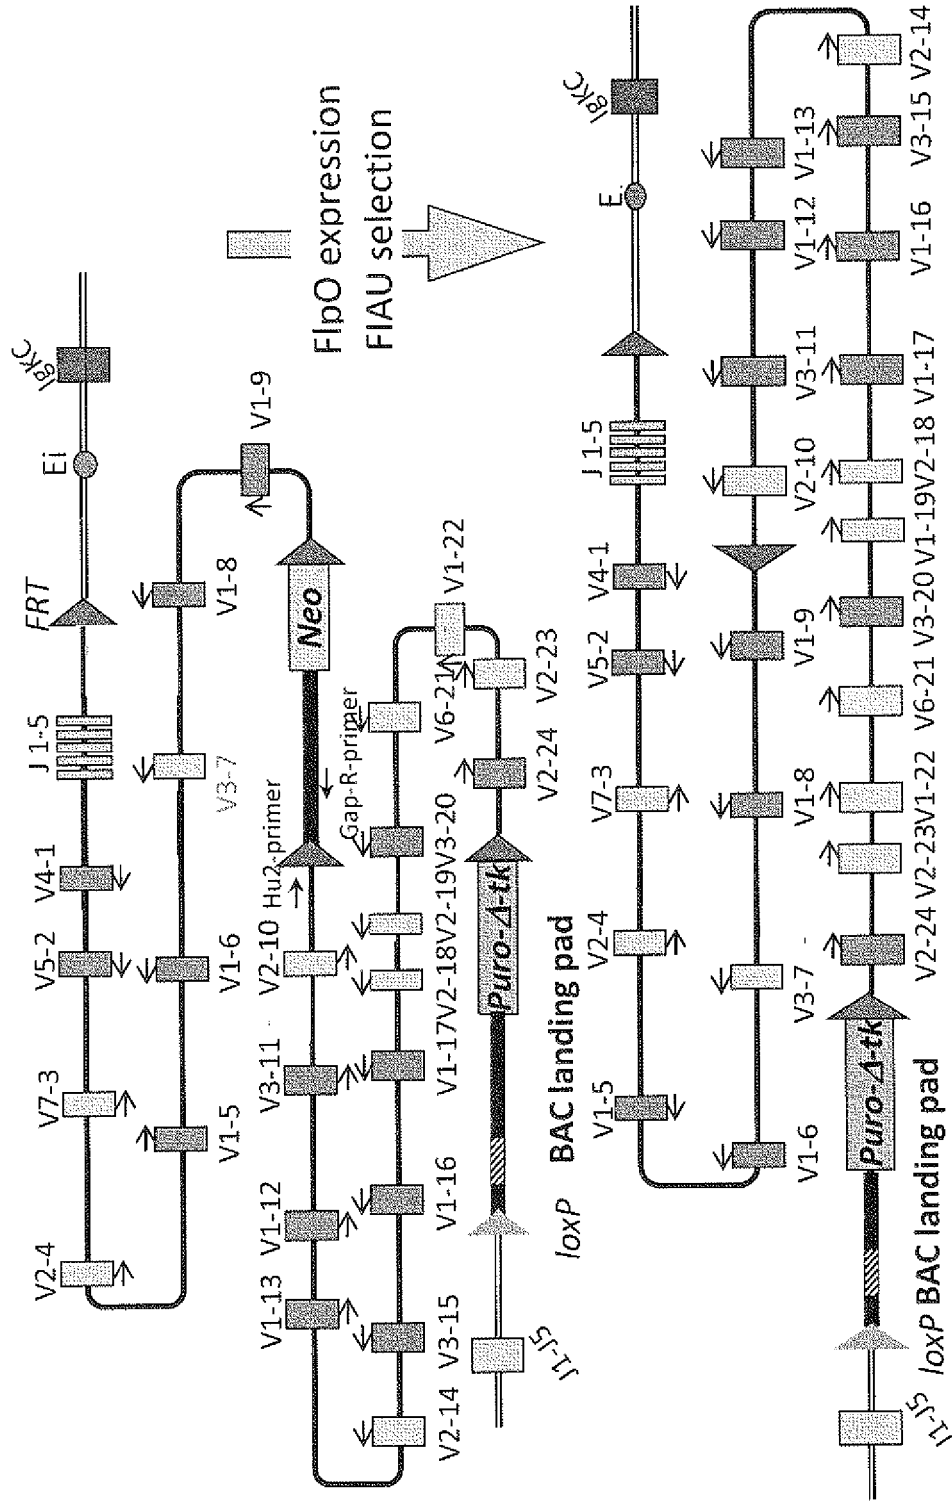 V2-4 V7-3 V5-2 V4-1 J 1-5 FRT Ei IgKC
V1-5 V1-6 V3-7 V1-8 V1-9
V1-13 V1-12 V3-11 V2-10 Hu2-primer Neo
Gap-R-primer
V2-14 V3-15 V1-16 V1-17 V2-18 V2-19 V3-20 V6-21 V1-22
J1-J5 loxP Puro-Δ-tk V2-24 V2-23
BAC landing pad
FlpO expression
FIAU selection
V1-5 V2-4 V7-3 V5-2 V4-1 J 1-5 E. IgKC
V1-6 V3-7 V1-8 V1-9 V2-10 V3-11 V1-12 V1-13
Puro-Δ-tk V2-24 V2-23 V1-22 V6-21 V3-20 V1-19 V2-18 V1-17 V1-16 V3-15 V2-14
J1-J5 loxP BAC landing pad